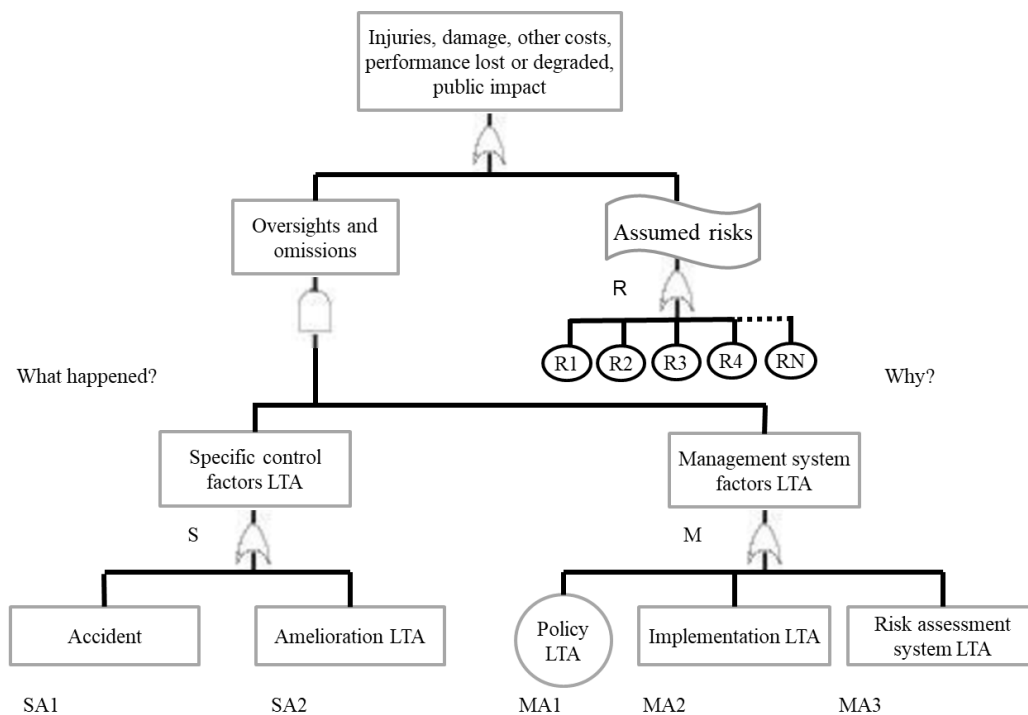 Injuries, damage, other costs,
performance lost or degraded,
public impact
Oversights and
omissions
Assumed risks
R
R1
R2
R3
R4
RN
What happened?
Why?
Specific control
factors LTA
Management system
factors LTA
S
M
Accident
Amelioration LTA
Policy
LTA
Implementation LTA
Risk assessment
system LTA
SA1
SA2
MA1
MA2
MA3